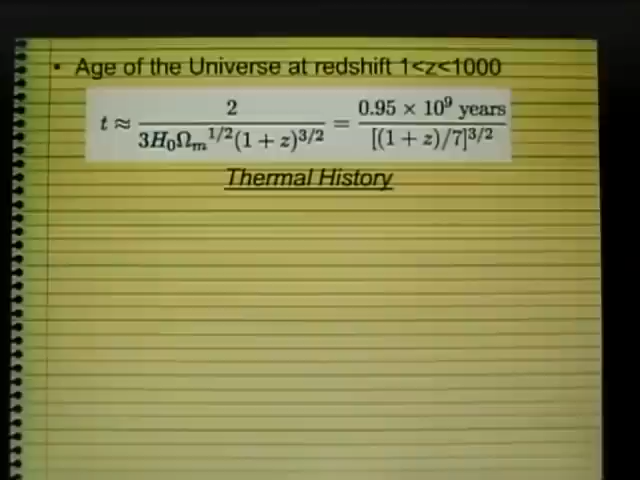 • Age of the Universe at redshift 1<z<1000
t ≈ 2 / 3H₀Ωₘ^1/2(1 + z)^3/2 = 0.95 × 10⁹ years / [(1 + z)/7]^3/2
Thermal History